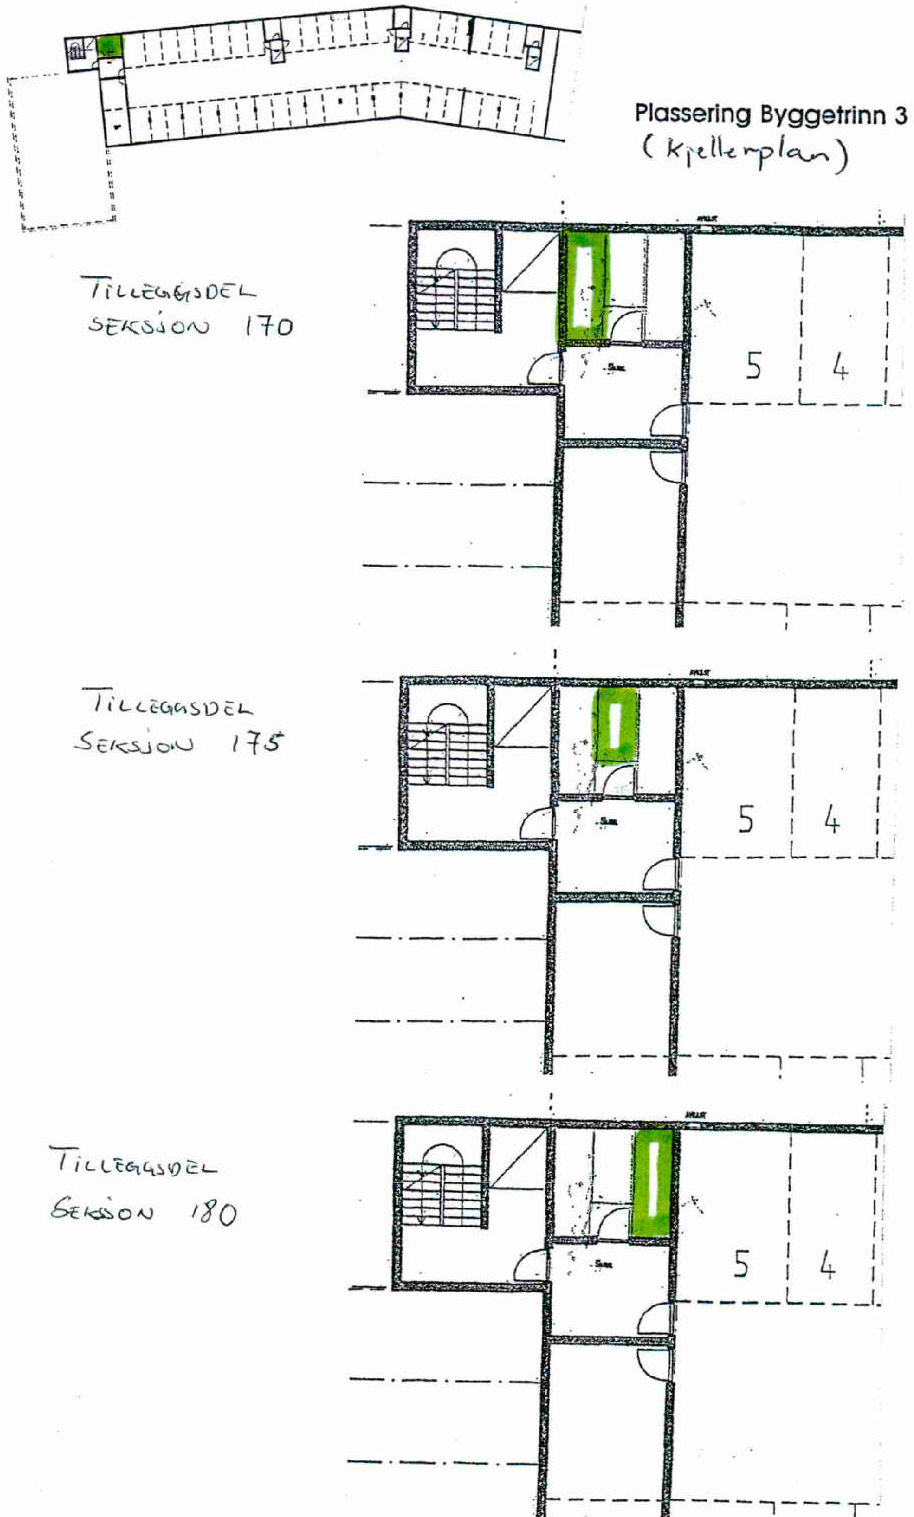 Plassering Byggetrinn 3
(Kjellerplan)
TILLEGGSDEL
SEKSJON 170
5 4
TILLEGGSDEL
SEKSJON 175
5 4
TILLEGGSDEL
SEKSJON 180
5 4